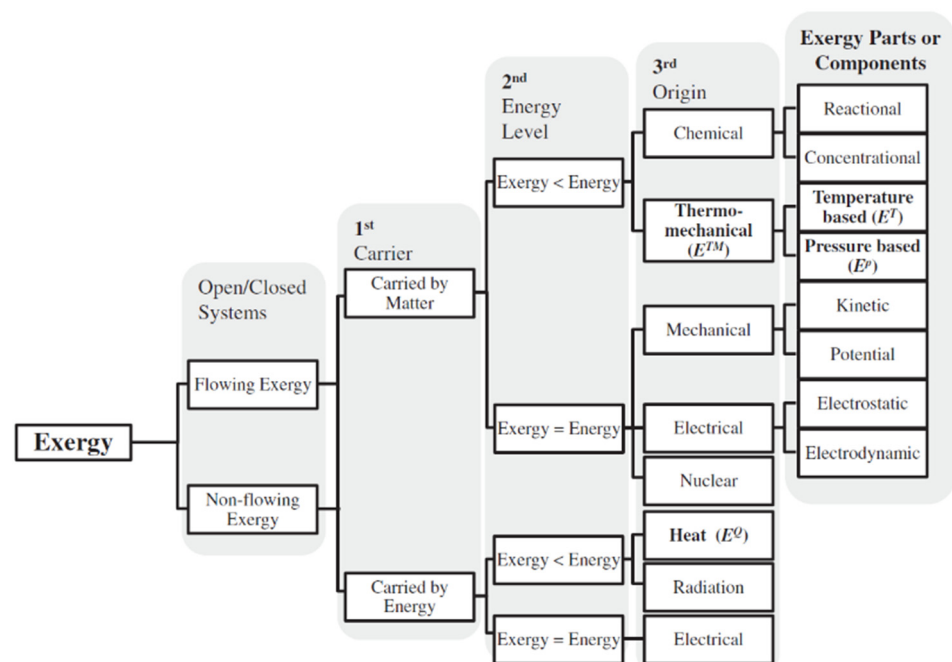 Exergy
Open/Closed
Systems
Flowing Exergy
Non-flowing
Exergy
1st
Carrier
Carried by
Matter
Carried by
Energy
2nd
Energy
Level
Exergy < Energy
Exergy = Energy
Exergy < Energy
Exergy = Energy
3rd
Origin
Chemical
Thermo-
mechanical
(E^TM)
Mechanical
Electrical
Nuclear
Heat (E^Q)
Radiation
Electrical
Exergy Parts or
Components
Reactional
Concentrational
Temperature
based (E^T)
Pressure based
(E^p)
Kinetic
Potential
Electrostatic
Electrodynamic